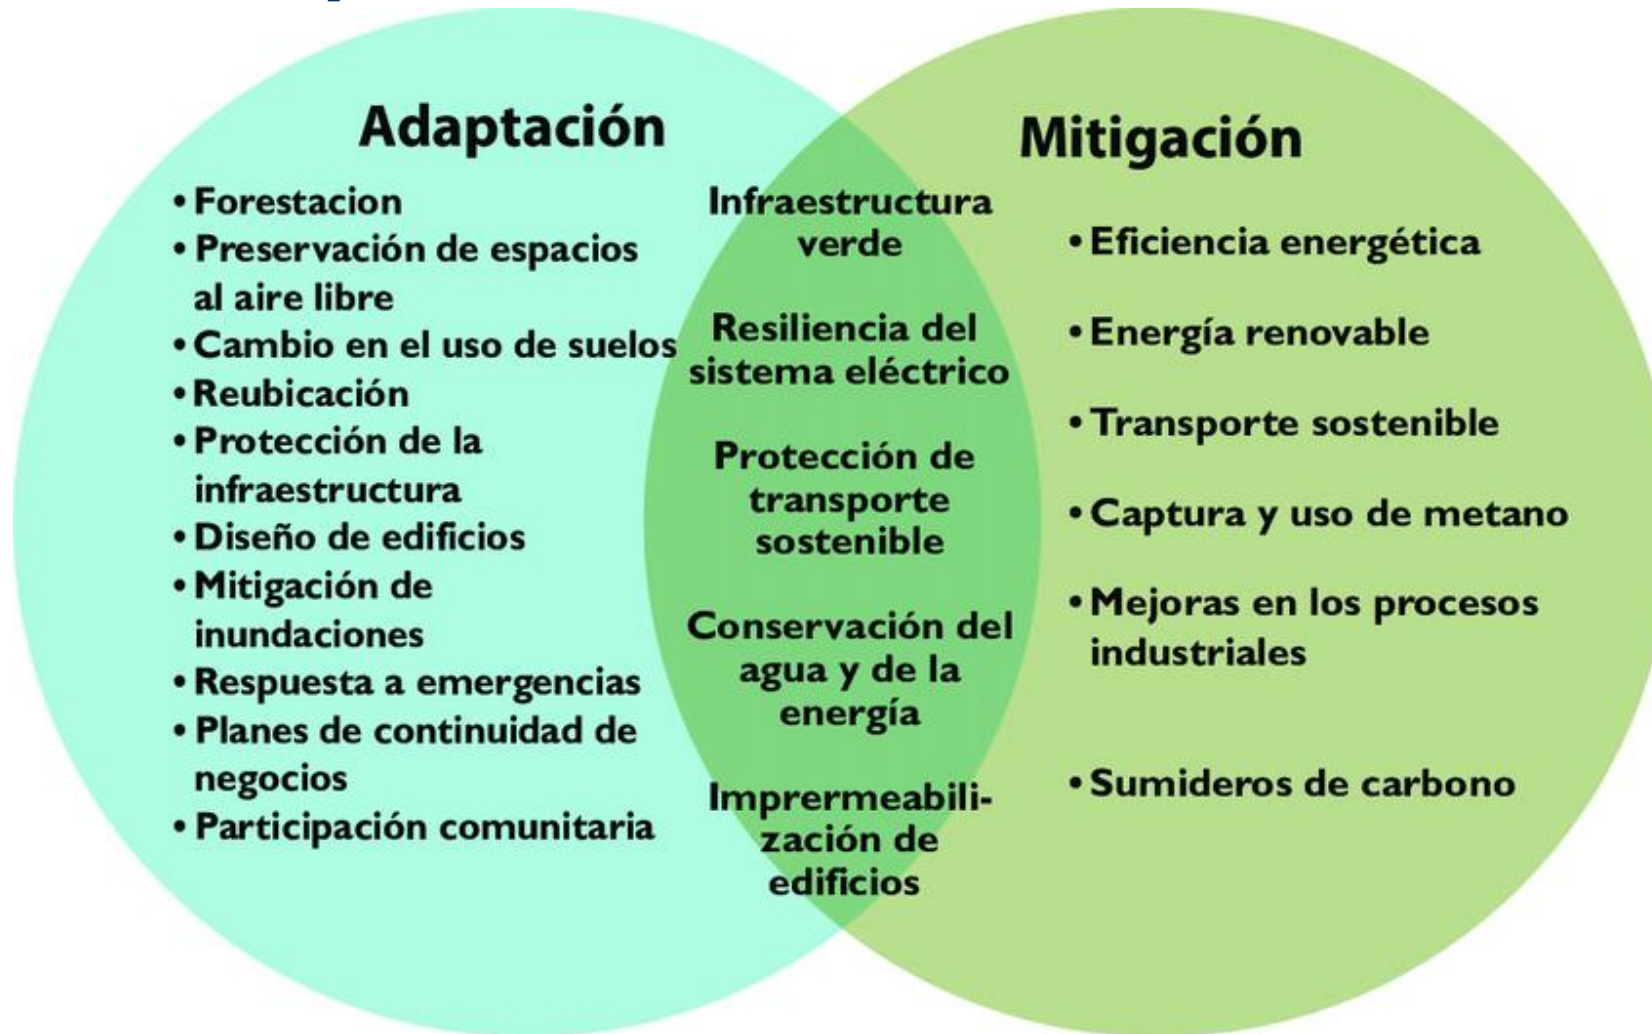 Adaptación
• Forestacion
• Preservación de espacios
al aire libre
• Cambio en el uso de suelos
• Reubicación
• Protección de la
infraestructura
• Diseño de edificios
• Mitigación de
inundaciones
• Respuesta a emergencias
• Planes de continuidad de
negocios
• Participación comunitaria
Infraestructura
verde
Resiliencia del
sistema eléctrico
Protección de
transporte
sostenible
Conservación del
agua y de la
energía
Imprermeabili-
zación de
edificios
Mitigación
• Eficiencia energética
• Energía renovable
• Transporte sostenible
• Captura y uso de metano
• Mejoras en los procesos
industriales
• Sumideros de carbono